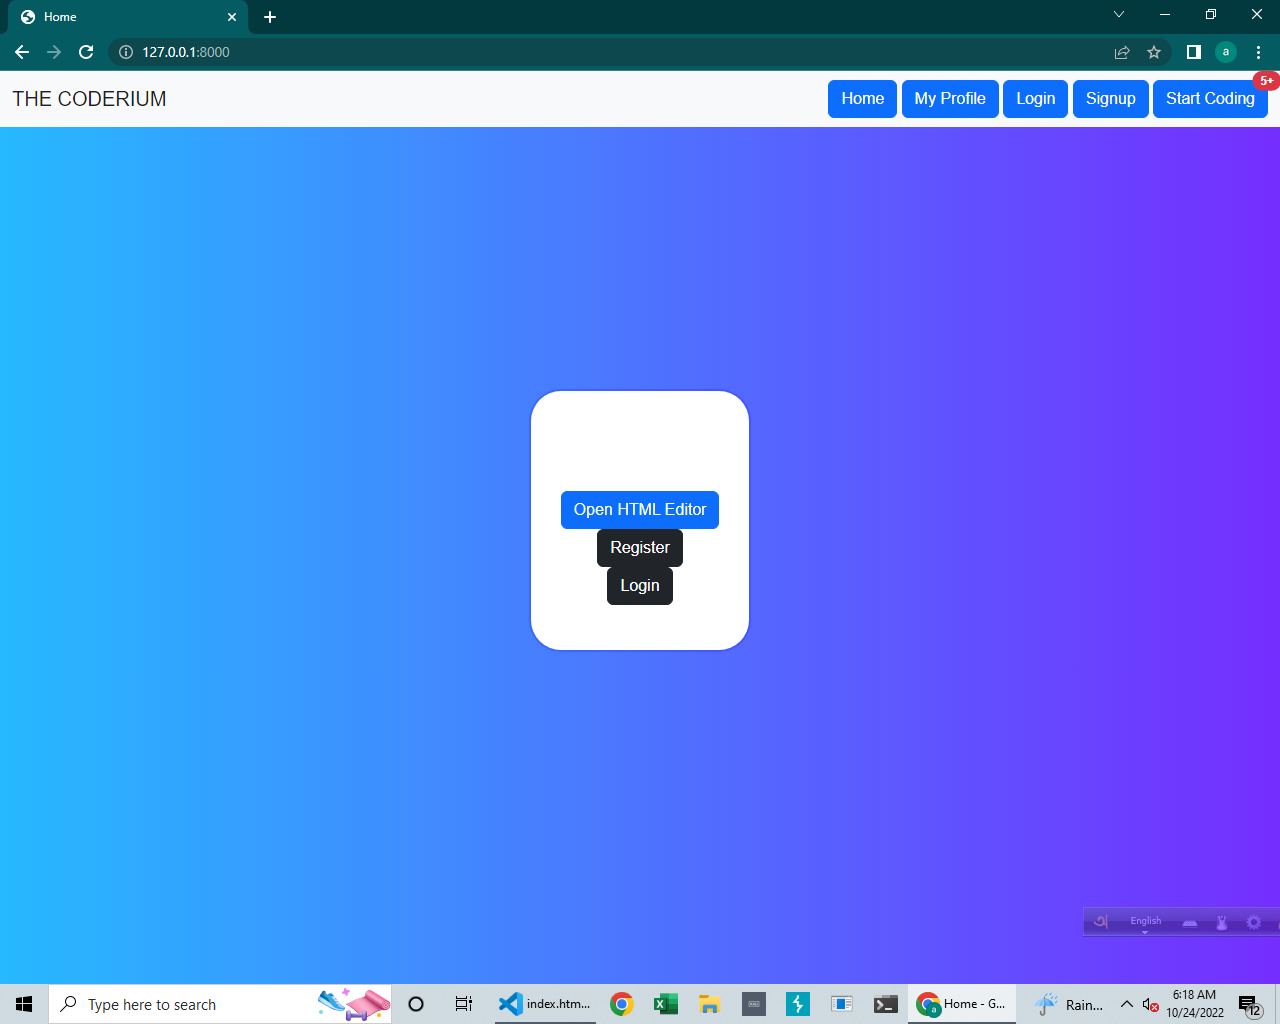 Home
127.0.0.1:8000
a
THE CODERIUM
Home
My Profile
Login
Signup
Start Coding
5+
Open HTML Editor
Register
Login
English
Type here to search
index.htm...
a
Home - G...
Rain...
6:18 AM
10/24/2022
12